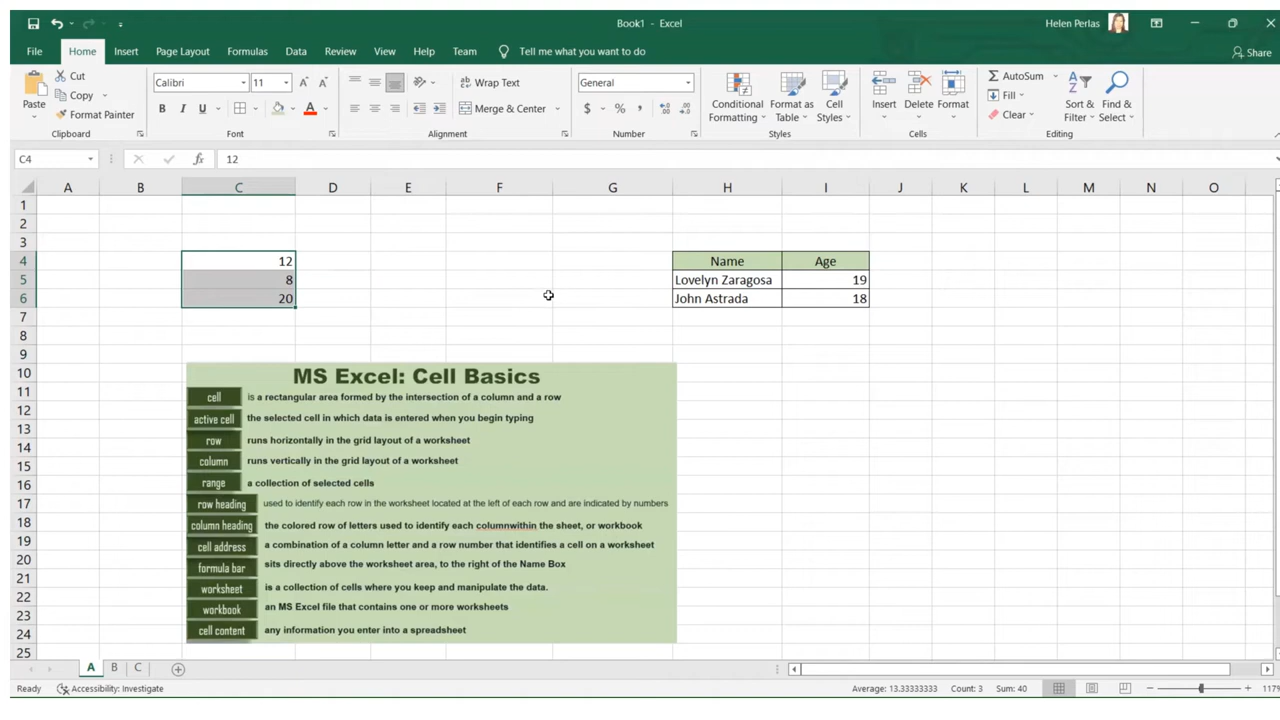 Book1 - Excel
Helen Perlas
File Home Insert Page Layout Formulas Data Review View Help Team Tell me what you want to do Share
Paste
Cut
Copy
Format Painter
Calibri 11
B I U
Wrap Text
Merge & Center
General
$ % ,
Conditional Formatting
Format as Table
Cell Styles
Insert
Delete
Format
AutoSum
Fill
Clear
Sort & Filter
Find & Select
Clipboard Font Alignment Number Styles Cells Editing
C4 fx 12
A B C D E F G H I J K L M N O
1
2
3
4 12 Name Age
5 8 Lovelyn Zaragosa 19
6 20 John Astrada 18
7
8
9
10
11
12
13
14
15
16
17
18
19
20
21
22
23
24
25
MS Excel: Cell Basics
cell is a rectangular area formed by the intersection of a column and a row
active cell the selected cell in which data is entered when you begin typing
row runs horizontally in the grid layout of a worksheet
column runs vertically in the grid layout of a worksheet
range a collection of selected cells
row heading used to identify each row in the worksheet located at the left of each row and are indicated by numbers
column heading the colored row of letters used to identify each columnwithin the sheet, or workbook
cell address a combination of a column letter and a row number that identifies a cell on a worksheet
formula bar sits directly above the worksheet area, to the right of the Name Box
worksheet is a collection of cells where you keep and manipulate the data.
workbook an MS Excel file that contains one or more worksheets
cell content any information you enter into a spreadsheet
A B C
Ready Accessibility: Investigate Average: 13.33333333 Count: 3 Sum: 40 117%